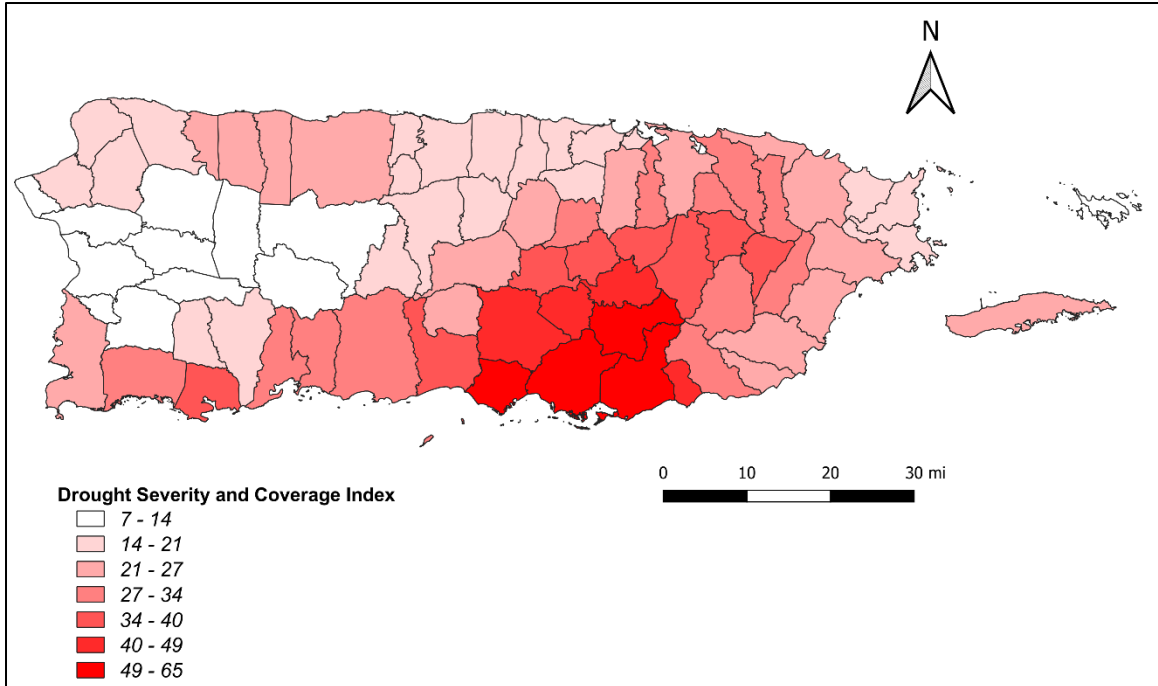 N
0 10 20 30 mi
Drought Severity and Coverage Index
7 - 14
14 - 21
21 - 27
27 - 34
34 - 40
40 - 49
49 - 65